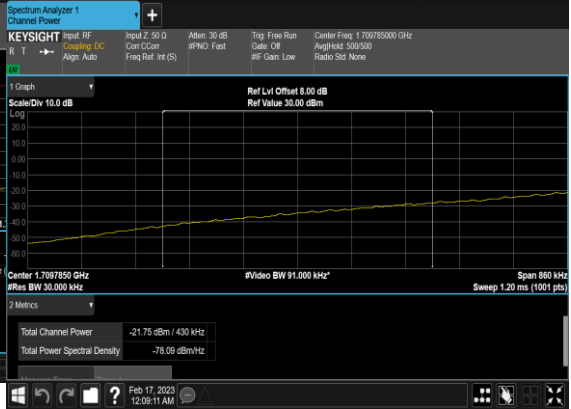 Spectrum Analyzer 1
Channel Power
+
KEYSIGHT Input: RF Input Z: 50 Ω Atten: 30 dB Trig: Free Run Center Freq: 1.709785000 GHz
R T Coupling: DC Corr CCorr #PNO: Fast Gate: Off Avg|Hold: 500/500
Align: Auto Freq Ref: Int (S) #IF Gain: Low Radio Std: None
1 Graph
Ref Lvl Offset 8.00 dB
Scale/Div 10.0 dB Ref Value 30.00 dBm
Log
20.0
10.0
0.00
-10.0
-20.0
-30.0
-40.0
-50.0
-60.0
Center 1.7097850 GHz #Video BW 91.000 kHz* Span 860 kHz
#Res BW 30.000 kHz Sweep 1.20 ms (1001 pts)
2 Metrics
Total Channel Power -21.75 dBm / 430 kHz
Total Power Spectral Density -78.09 dBm/Hz
? Feb 17, 2023
12:09:11 AM